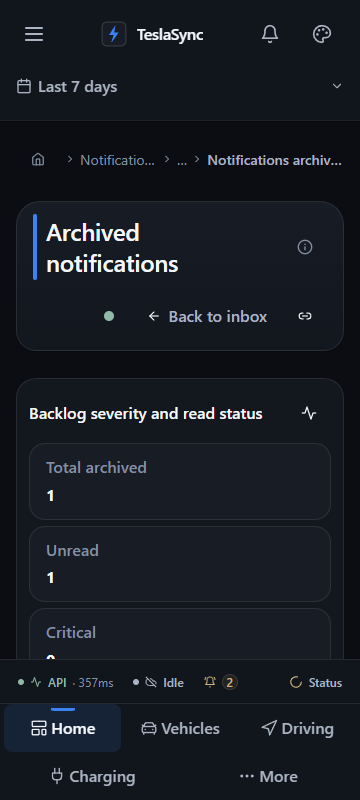 TeslaSync
Last 7 days
Notificatio... > ... > Notifications archiv...
Archived
notifications
Back to inbox
Backlog severity and read status
Total archived
1
Unread
1
Critical
API · 357ms
Idle
2
Status
Home
Vehicles
Driving
Charging
More